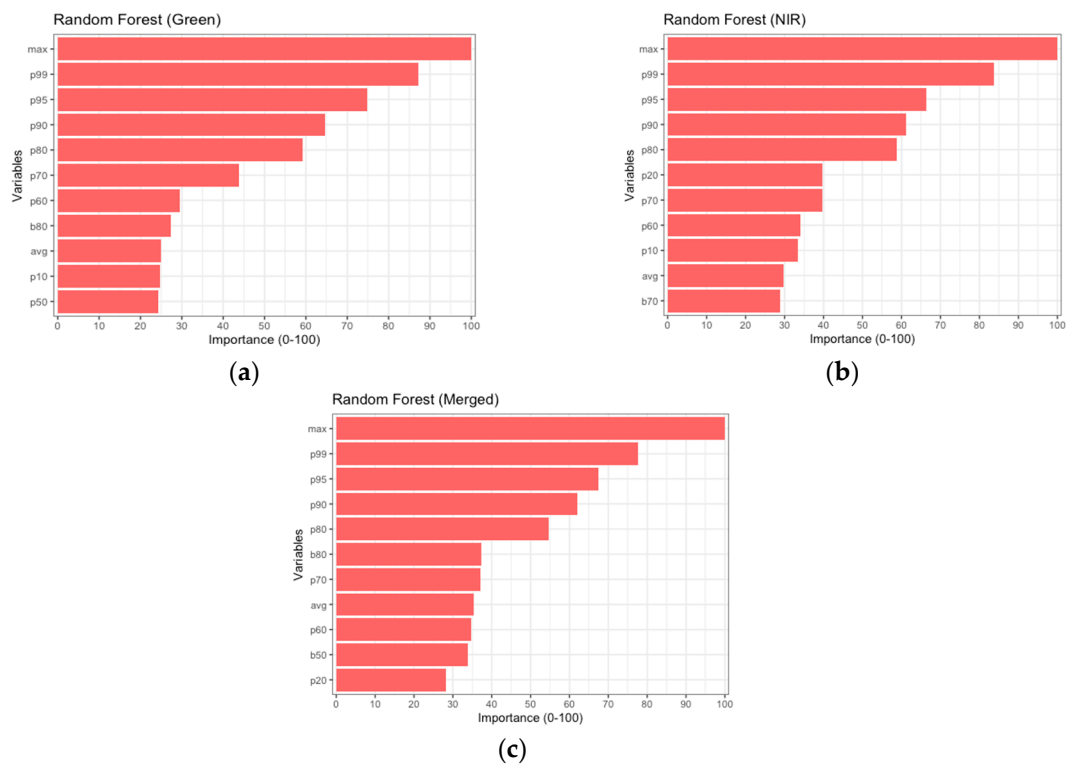 Random Forest (Green)
Variables
max
p99
p95
p90
p80
p70
p60
b80
avg
p10
p50
0 10 20 30 40 50 60 70 80 90 100
Importance (0-100)
(a)
Random Forest (NIR)
Variables
max
p99
p95
p90
p80
p20
p70
p60
p10
avg
b70
0 10 20 30 40 50 60 70 80 90 100
Importance (0-100)
(b)
Random Forest (Merged)
Variables
max
p99
p95
p90
p80
b80
p70
avg
p60
b50
p20
0 10 20 30 40 50 60 70 80 90 100
Importance (0-100)
(c)